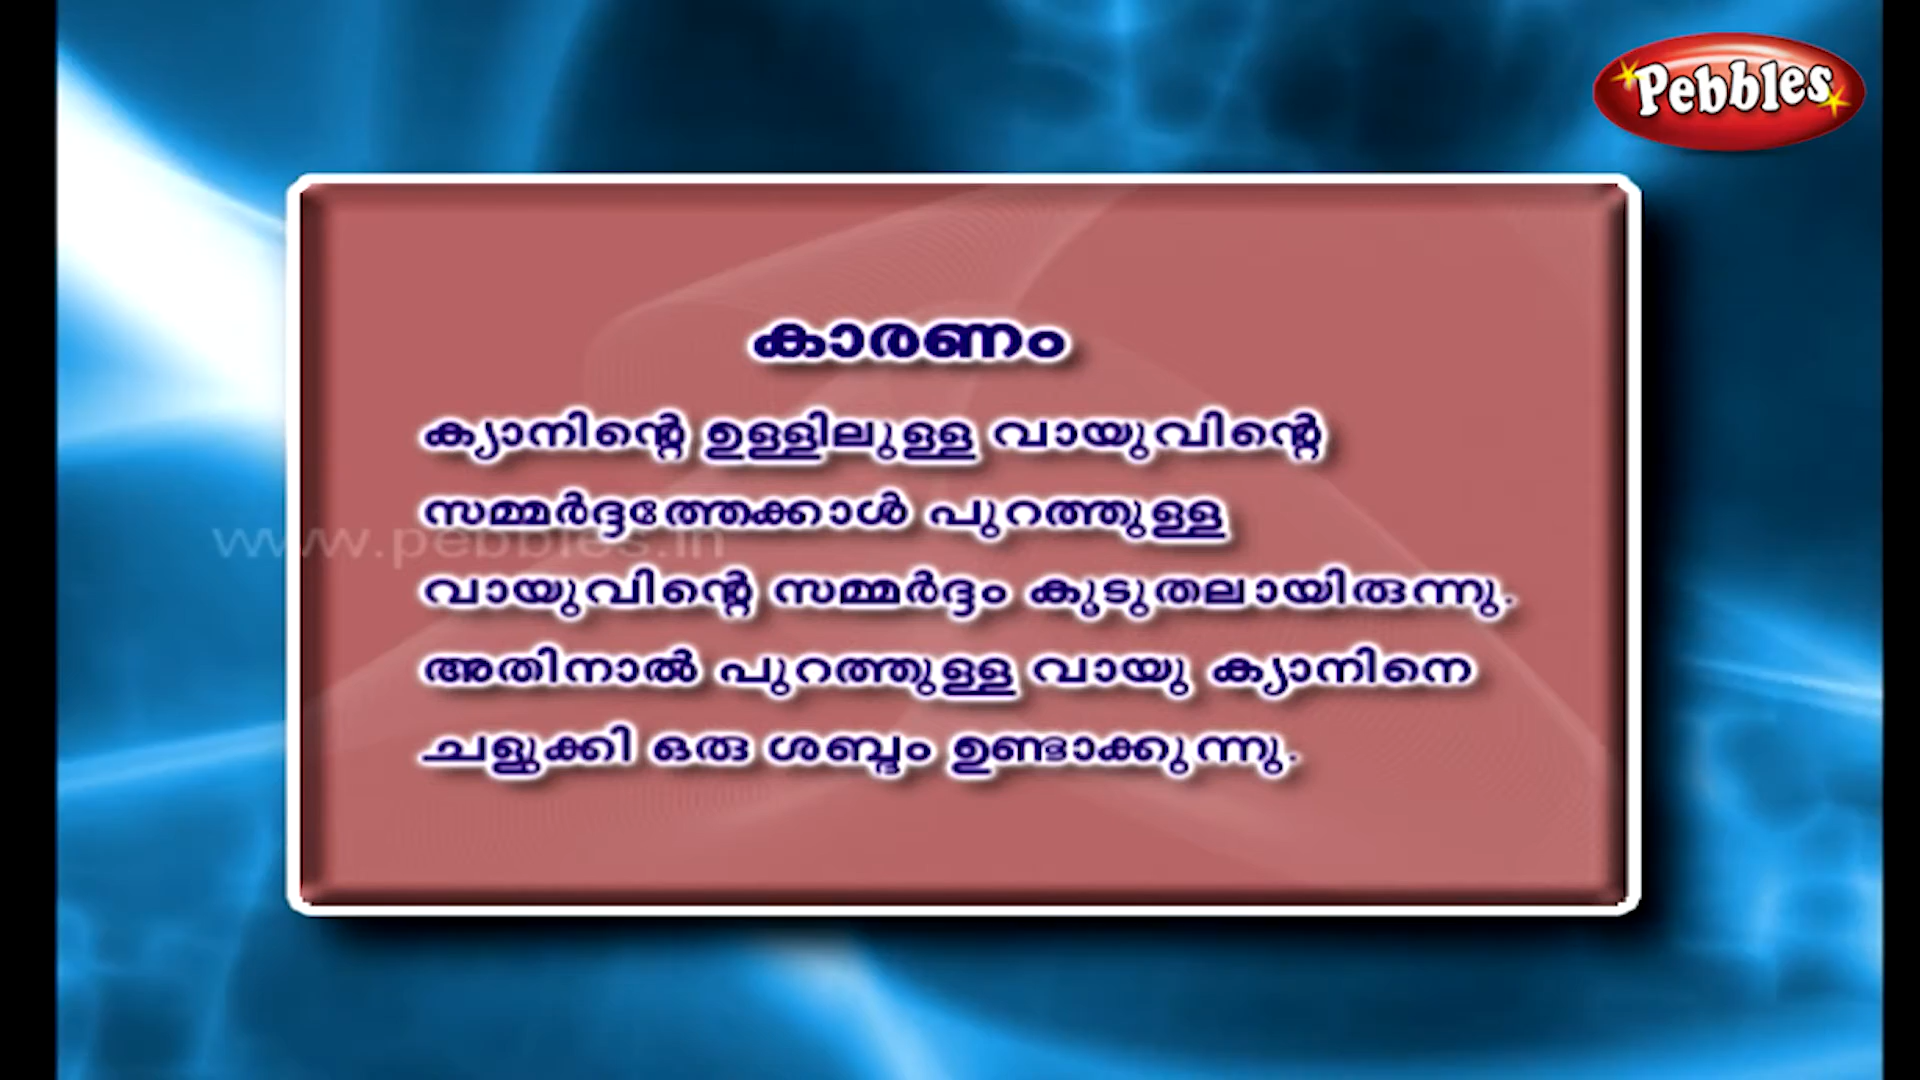 Pebbles
കാരണം
ക്യാനിന്റെ ഉള്ളിലുള്ള വായുവിന്റെ
സമ്മർദ്ദത്തേക്കാൾ പുറത്തുള്ള
www.pebbles.in
വായുവിന്റെ സമ്മർദ്ദം കുടുതലായിരുന്നു.
അതിനാൽ പുറത്തുള്ള വായു ക്യാനിനെ
ചളുക്കി ഒരു ശബ്ദം ഉണ്ടാക്കുന്നു.